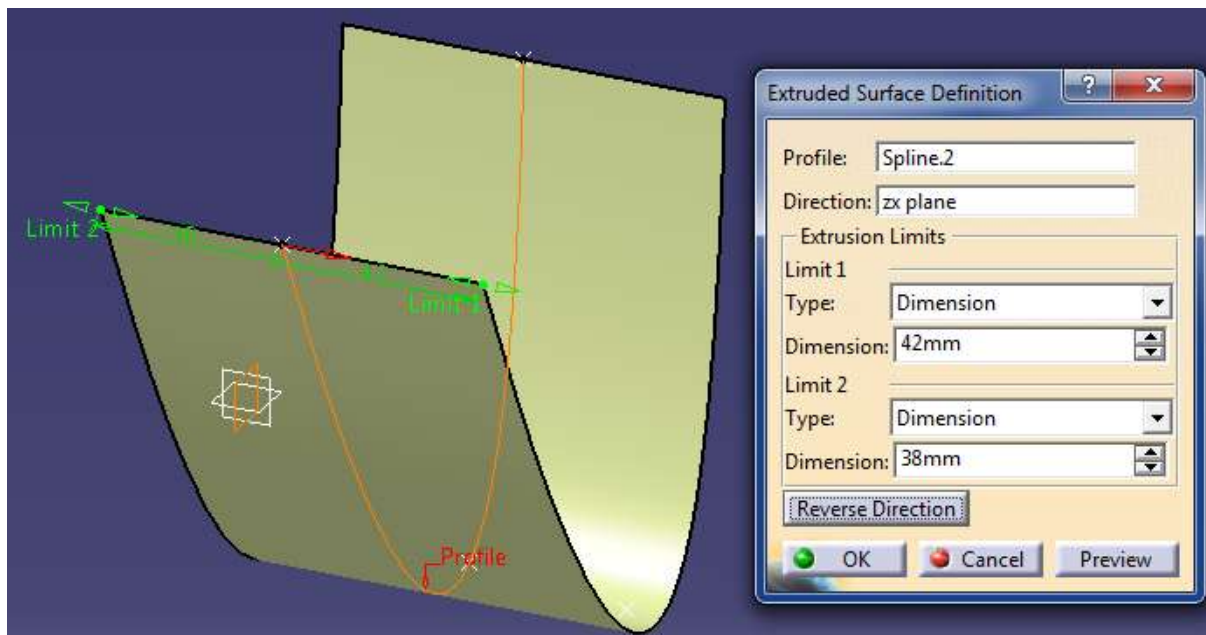 Extruded Surface Definition
?
X
Profile: Spline.2
Direction: zx plane
Extrusion Limits
Limit 1
Type: Dimension
Dimension: 42mm
Limit 2
Type: Dimension
Dimension: 38mm
Reverse Direction
OK Cancel Preview
Limit 2
Limit 1
Profile